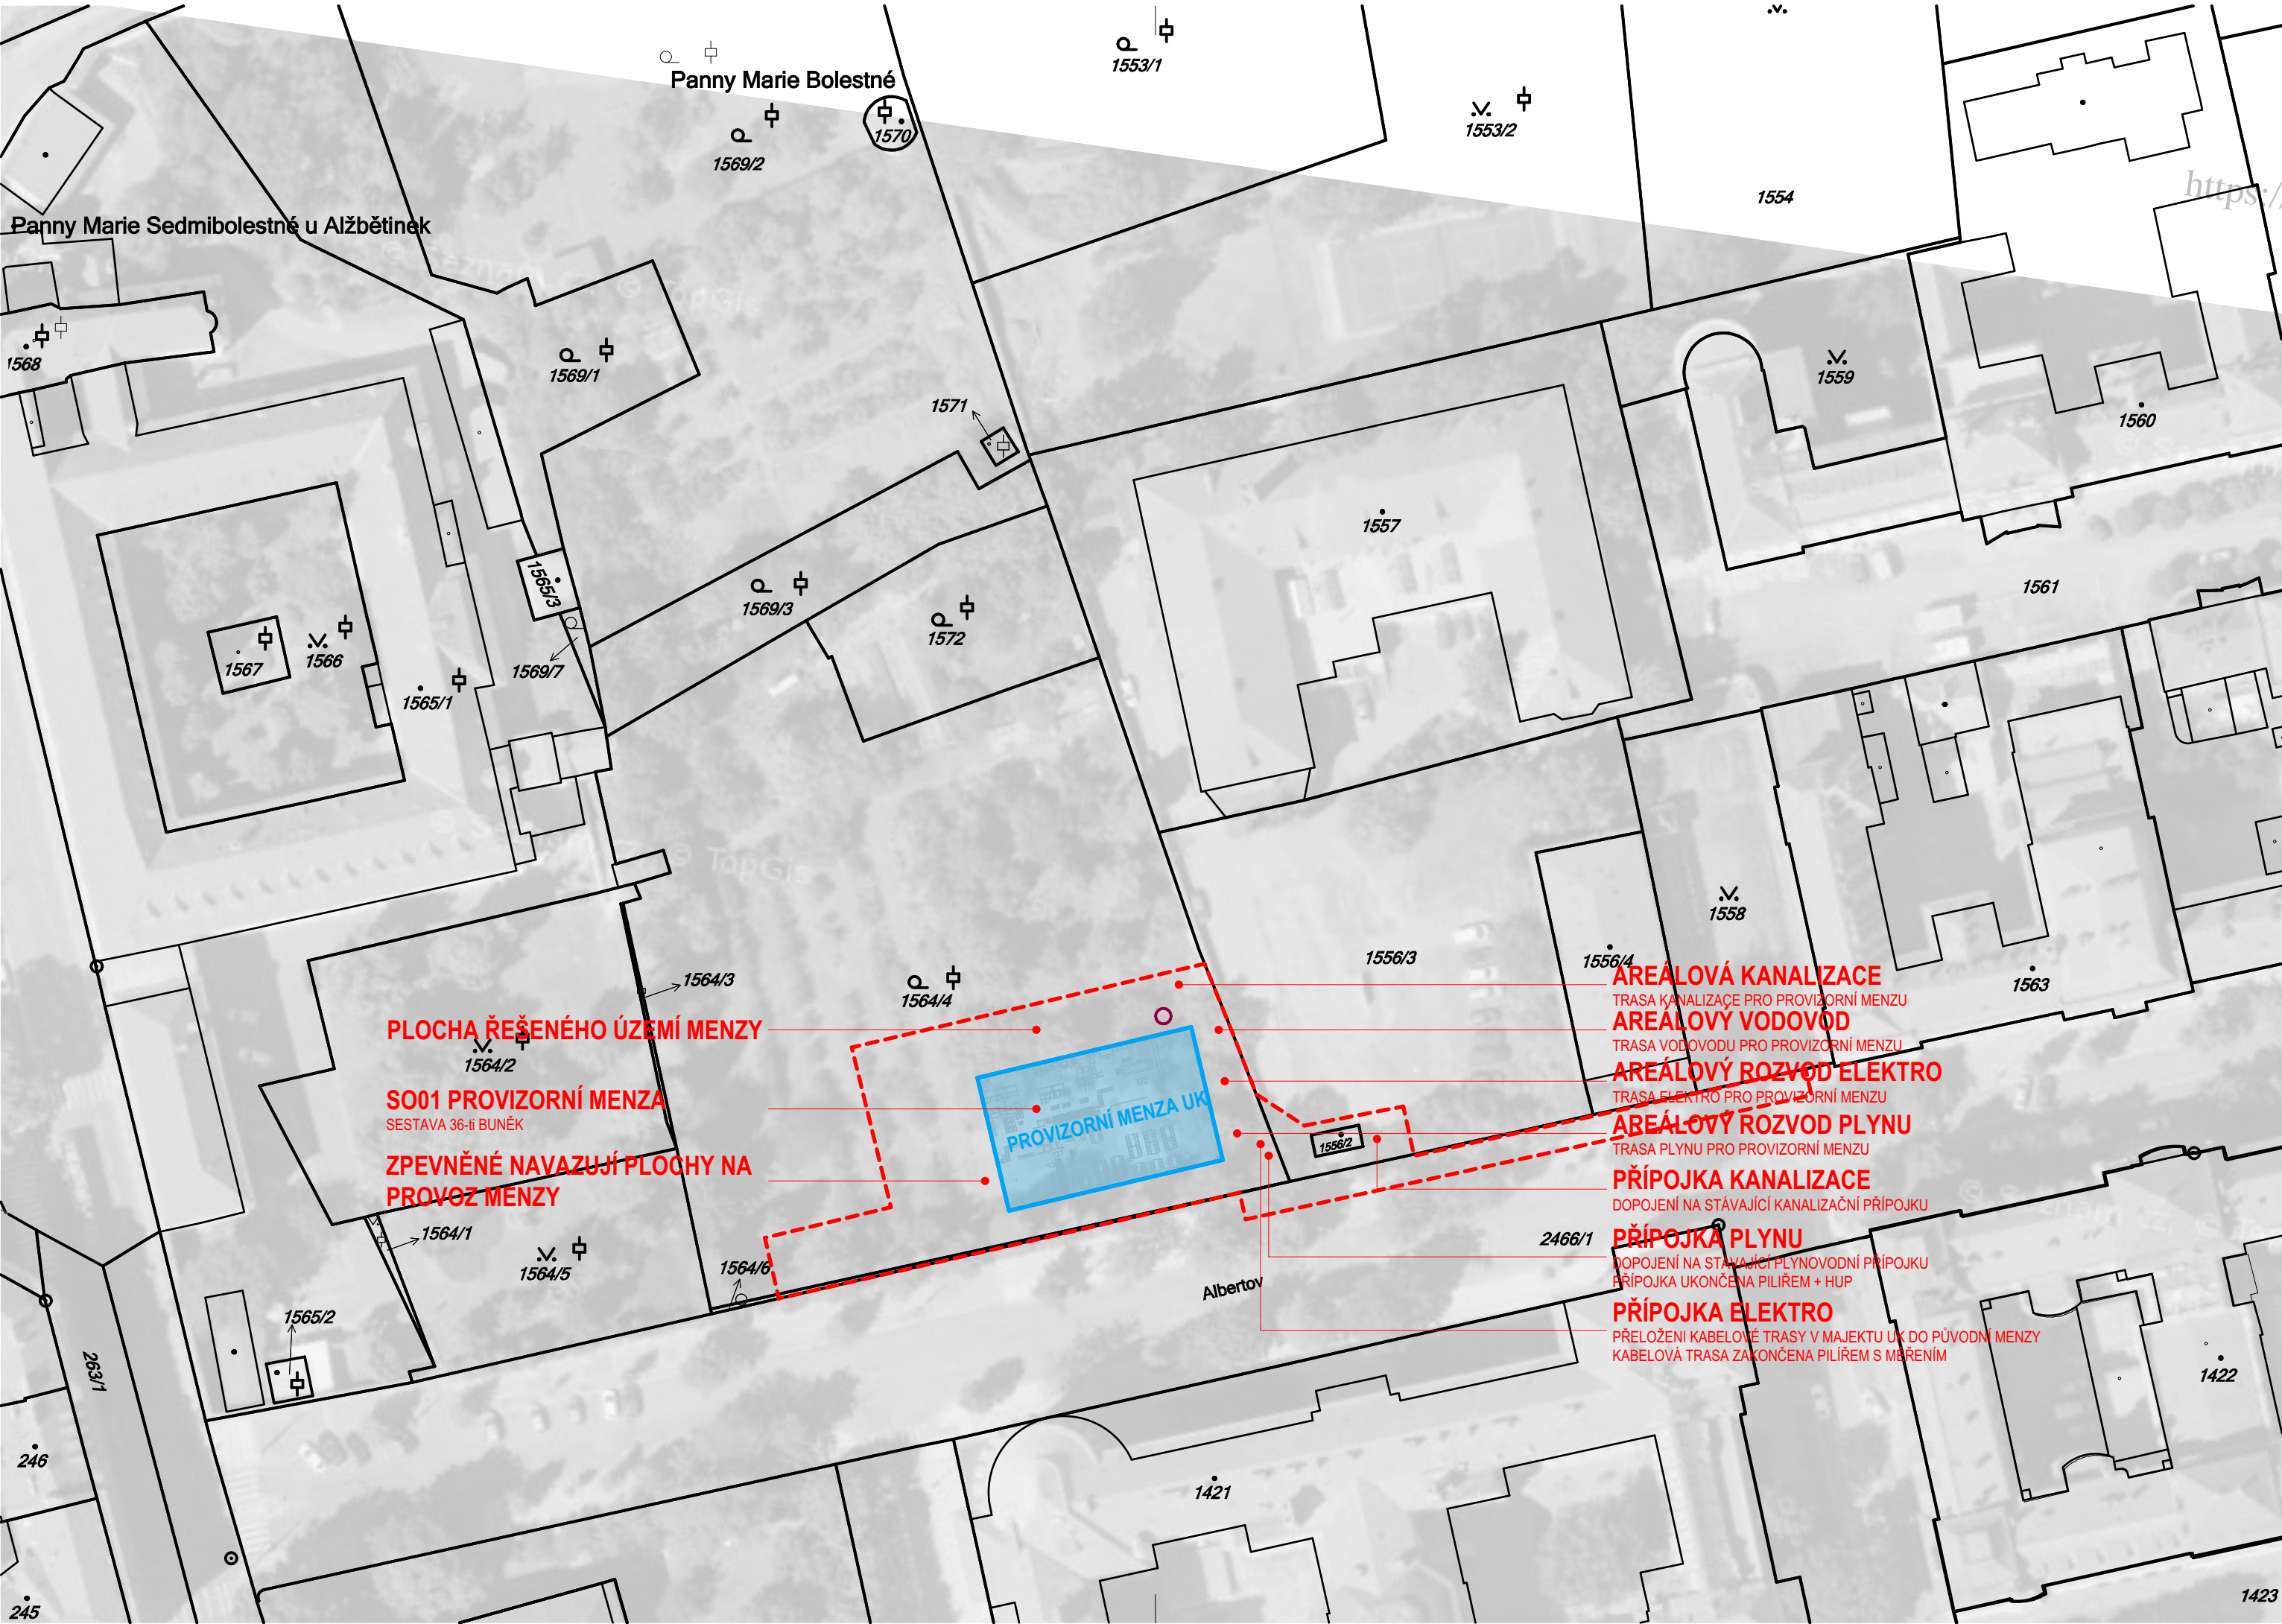 Panny Marie Bolestné
1553/1
1553/2
1570
1569/2
1554
https://
Panny Marie Sedmibolestné u Alžbětinek
© TopGis
1568
1569/1
1559
1571
1560
1557
1565/3
1569/3
1572
1561
1567
1566
1569/7
1565/1
© TopGis
1558
1556/3
1556/4
1564/3
1564/4
1563
AREÁLOVÁ KANALIZACE
TRASA KANALIZACE PRO PROVIZORNÍ MENZU
AREÁLOVÝ VODOVOD
TRASA VODOVODU PRO PROVIZORNÍ MENZU
AREÁLOVÝ ROZVOD ELEKTRO
TRASA ELEKTRO PRO PROVIZORNÍ MENZU
AREÁLOVÝ ROZVOD PLYNU
TRASA PLYNU PRO PROVIZORNÍ MENZU
PŘÍPOJKA KANALIZACE
DOPOJENÍ NA STÁVAJÍCÍ KANALIZAČNÍ PŘÍPOJKU
PŘÍPOJKA PLYNU
DOPOJENÍ NA STÁVAJÍCÍ PLYNOVODNÍ PŘÍPOJKU
PŘÍPOJKA UKONČENA PILIŘEM + HUP
PŘÍPOJKA ELEKTRO
PŘELOŽENI KABELOVÉ TRASY V MAJEKTU UK DO PŮVODNÍ MENZY
KABELOVÁ TRASA ZAKONČENA PILÍŘEM S MĚŘENÍM
PLOCHA ŘEŠENÉHO ÚZEMÍ MENZY
1564/2
SO01 PROVIZORNÍ MENZA
SESTAVA 36-ti BUNĚK
ZPEVNĚNÉ NAVAZUJÍ PLOCHY NA
PROVOZ MENZY
PROVIZORNÍ MENZA UK
1556/2
1564/1
1564/5
1564/6
2466/1
Albertov
1565/2
263/1
1422
246
1421
245
1423